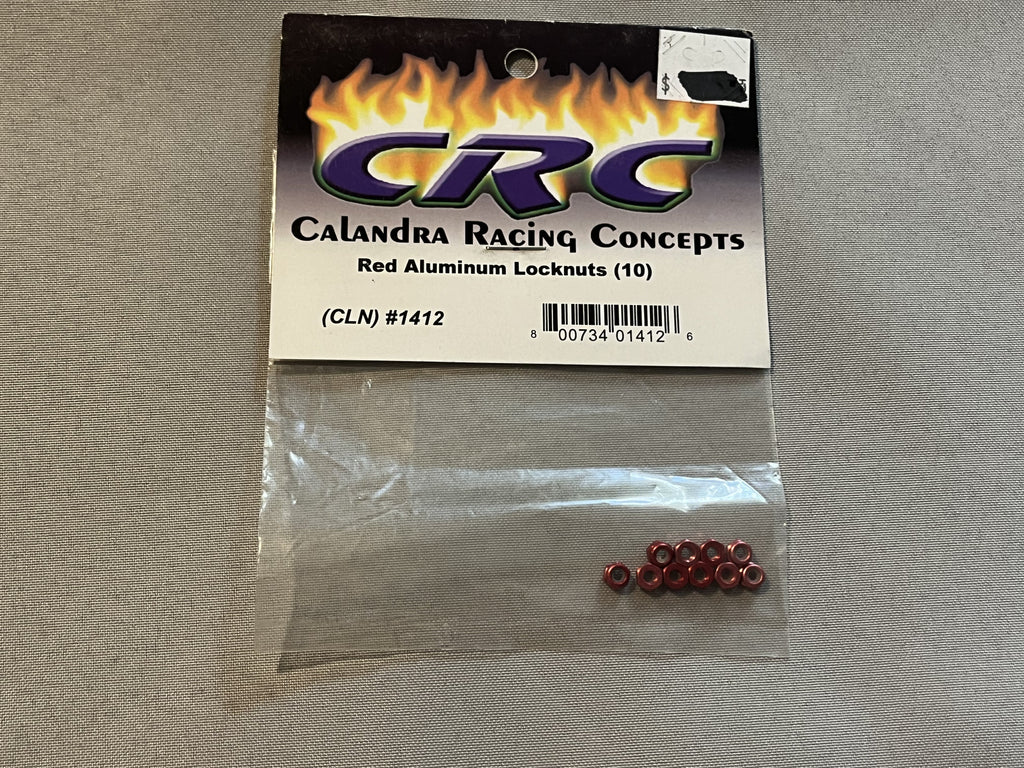 $
CRC
Calandra Racing Concepts
Red Aluminum Locknuts (10)
(CLN) #1412
8 00734 01412 6